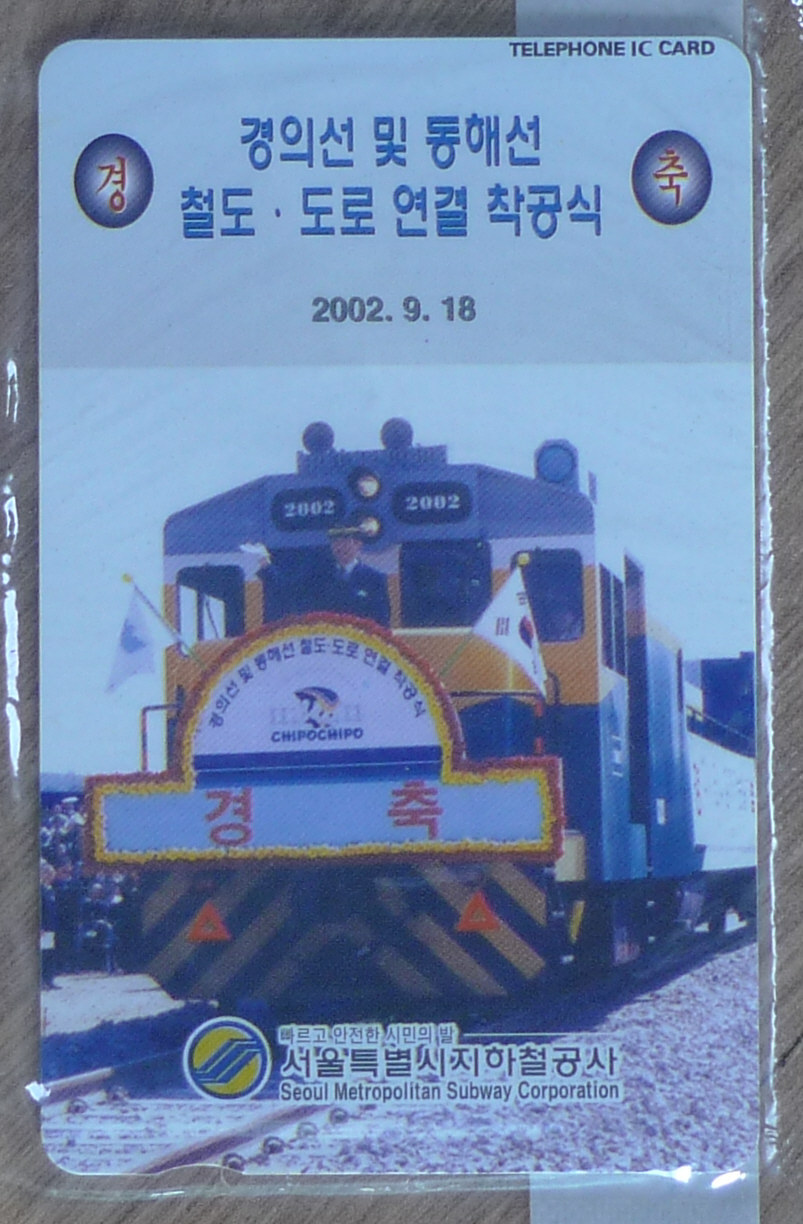 TELEPHONE IC CARD
경의선 및 동해선
경
축
철도 · 도로 연결 착공식
2002. 9. 18
2002
2002
경의선 및 동해선 철도·도로 연결 착공식
CHIPOCHIPO
경 축
빠르고 안전한 시민의 발
서울특별시지하철공사
Seoul Metropolitan Subway Corporation